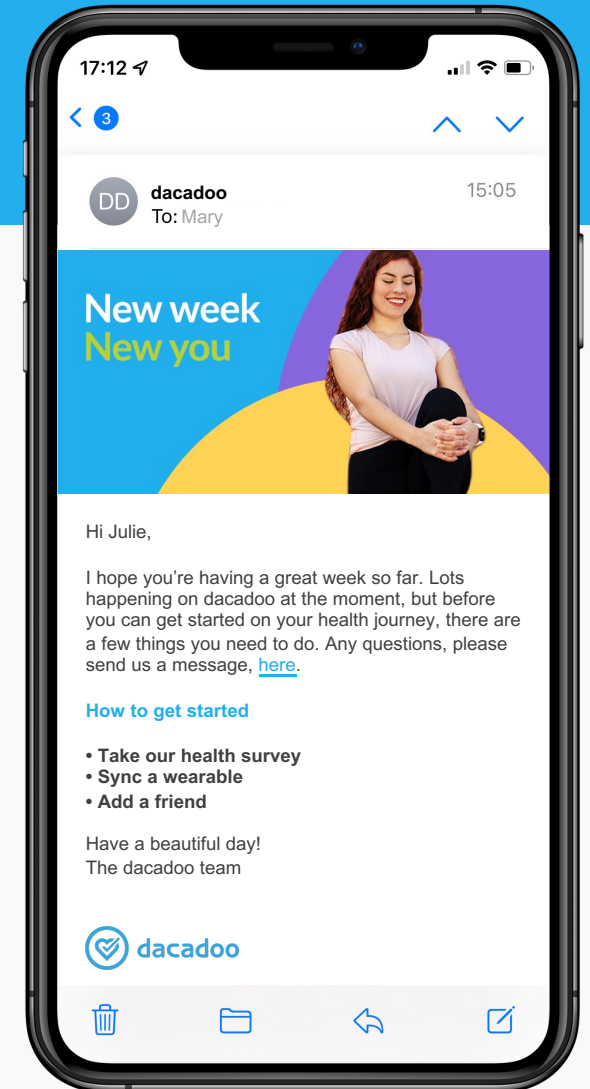 17:12
3
DD
dacadoo
15:05
To: Mary
New week
New you
Hi Julie,
I hope you’re having a great week so far. Lots
happening on dacadoo at the moment, but before
you can get started on your health journey, there are
a few things you need to do. Any questions, please
send us a message, here.
How to get started
• Take our health survey
• Sync a wearable
• Add a friend
Have a beautiful day!
The dacadoo team
dacadoo